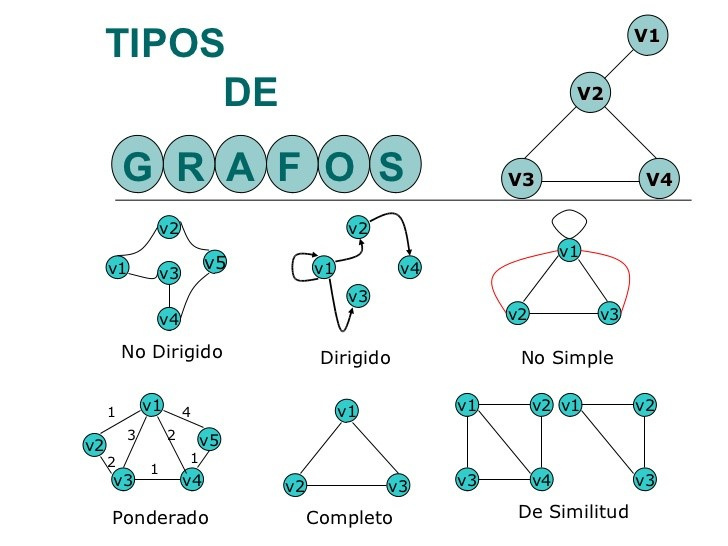 TIPOS
DE
GRAFOS
V1
V2
V3 V4
v2
v1 v3 v5
v4
No Dirigido
v2
v1 v4
v3
Dirigido
v1
v2 v3
No Simple
v1
1 4
v2 3 2 v5
2 1 1
v3 v4
Ponderado
v1
v2 v3
Completo
v1 v2 v1 v2
v3 v4 v3
De Similitud